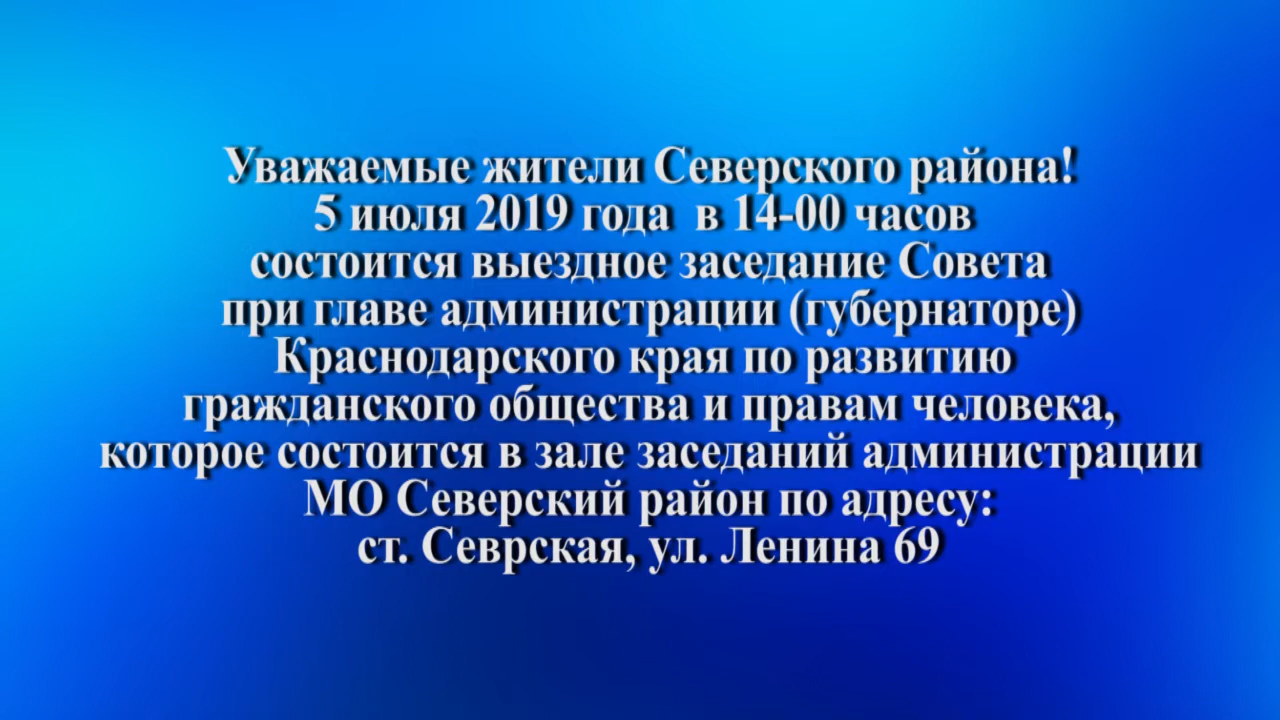 Уважаемые жители Северского района!
5 июля 2019 года  в 14-00 часов
состоится выездное заседание Совета
при главе администрации (губернаторе)
Краснодарского края по развитию
гражданского общества и правам человека,
которое состоится в зале заседаний администрации
МО Северский район по адресу:
ст. Севрская, ул. Ленина 69